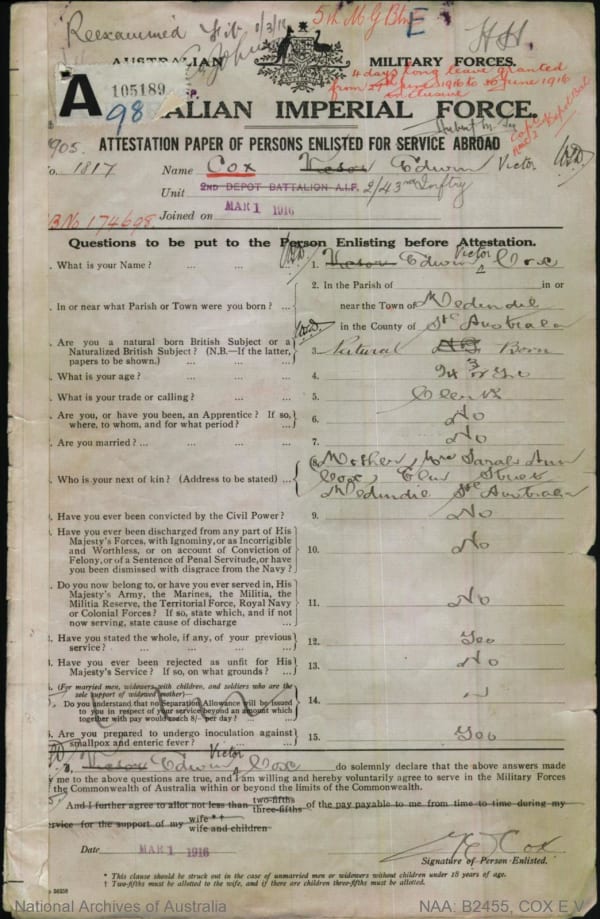 Reexamined Fit 1/3/16
5th M G Btn
E
AUSTRALIAN MILITARY FORCES.
4 days long leave granted
from 27th June 1916 to 30 June 1916
inclusive
A
105189
98
ALIAN IMPERIAL FORCE.
ATTESTATION PAPER OF PERSONS ENLISTED FOR SERVICE ABROAD
No. 1817 Name Cox Victor Edwin Victor
Unit 2ND DEPOT BATTALION A.I.F. 2/43rd Inftry
BNo 174698. Joined on MAR 1 1916
Questions to be put to the Person Enlisting before Attestation.
. What is your Name? ... ... ... 1. Victor Edwin Victor Cox
. In or near what Parish or Town were you born? ... 2. In the Parish of in or
near the Town of Medindie
in the County of Sth Australia
. Are you a natural born British Subject or a
Naturalized British Subject? (N.B.—If the latter,
papers to be shown.) ... ... 3. Natural Born
. What is your age? ... ... ... 4.
. What is your trade or calling? ... ... 5. Clerk
. Are you, or have you been, an Apprentice? If so,
where, to whom, and for what period? ... 6. No
. Are you married? ... ... ... 7. No
. Who is your next of kin? (Address to be stated) ... 8. Mother, Mrs Sarah Ann
Cox, Street
Medindie Sth Australia
. Have you ever been convicted by the Civil Power? 9. No
. Have you ever been discharged from any part of His
Majesty's Forces, with Ignominy, or as Incorrigible
and Worthless, or on account of Conviction of
Felony, or of a Sentence of Penal Servitude, or have
you been dismissed with disgrace from the Navy? 10. No
. Do you now belong to, or have you ever served in, His
Majesty's Army, the Marines, the Militia, the
Militia Reserve, the Territorial Force, Royal Navy
or Colonial Forces? If so, state which, and if not
now serving, state cause of discharge 11. No
. Have you stated the whole, if any, of your previous
service? ... ... ... 12. Yes
. Have you ever been rejected as unfit for His
Majesty's Service? If so, on what grounds? ... 13. No
. (For married men, widowers with children, and soldiers who are the
sole support of widowed mother)—
Do you understand that no Separation Allowance will be issued
to you in respect of your service beyond an amount which
together with pay would reach 8/- per day? ... 14.
. Are you prepared to undergo inoculation against
smallpox and enteric fever? ... 15. Yes
I, Victor Edwin Victor Cox do solemnly declare that the above answers made
y me to the above questions are true, and I am willing and hereby voluntarily agree to serve in the Military Forces
f the Commonwealth of Australia within or beyond the limits of the Commonwealth.
And I further agree to allot not less than two-fifths three-fifths of the pay payable to me from time to time during my
ervice for the support of my wife*† wife and children
Date MAR 1 1916 E V Cox
Signature of Person Enlisted.
* This clause should be struck out in the case of unmarried men or widowers without children under 18 years of age.
† Two-fifths must be allotted to the wife, and if there are children three-fifths must be allotted.
National Archives of Australia NAA: B2455, COX E V